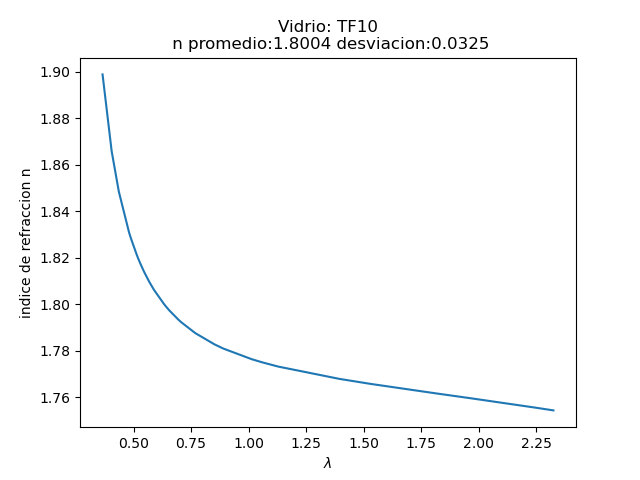 Vidrio: TF10
n promedio:1.8004 desviacion:0.0325
1.90
1.88
1.86
1.84
1.82
1.80
1.78
1.76
indice de refraccion n
0.50 0.75 1.00 1.25 1.50 1.75 2.00 2.25
λ